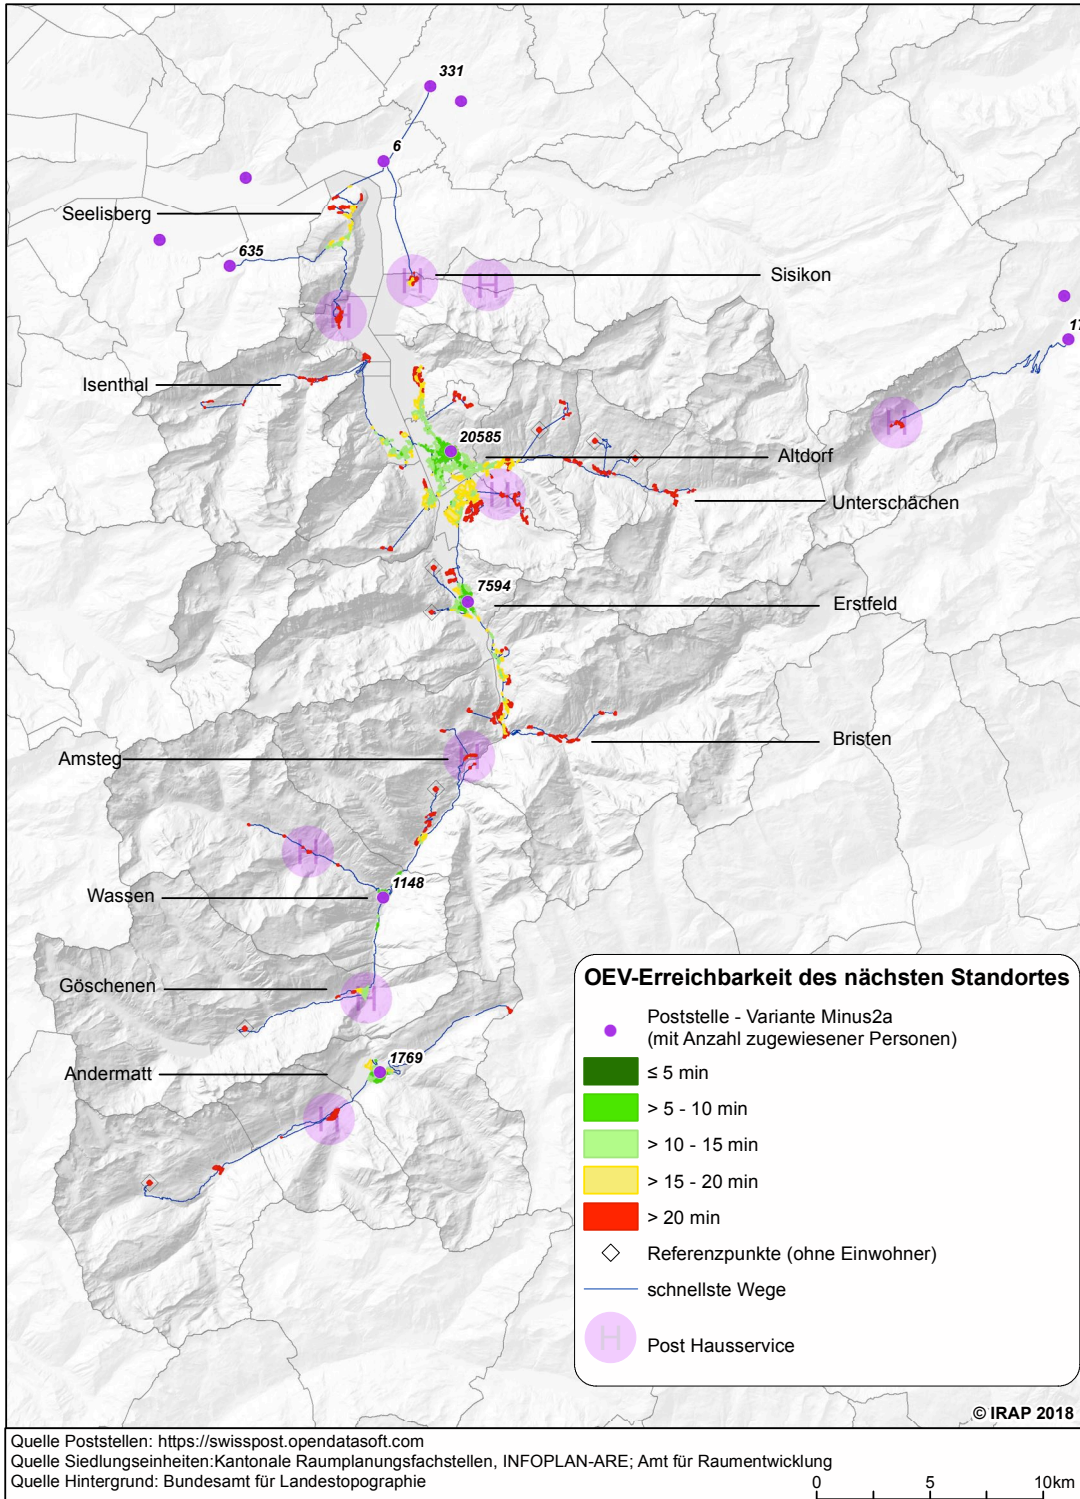 331
6
Seelisberg
635
H
H
Sisikon
H
17
Isenthal
H
20585
Altdorf
H
Unterschächen
7594
Erstfeld
Bristen
Amsteg
H
H
1148
Wassen
Göschenen
H
1769
Andermatt
H
OEV-Erreichbarkeit des nächsten Standortes
Poststelle - Variante Minus2a
(mit Anzahl zugewiesener Personen)
≤ 5 min
> 5 - 10 min
> 10 - 15 min
> 15 - 20 min
> 20 min
Referenzpunkte (ohne Einwohner)
schnellste Wege
H Post Hausservice
© IRAP 2018
Quelle Poststellen: https://swisspost.opendatasoft.com
Quelle Siedlungseinheiten:Kantonale Raumplanungsfachstellen, INFOPLAN-ARE; Amt für Raumentwicklung
Quelle Hintergrund: Bundesamt für Landestopographie
0 5 10km